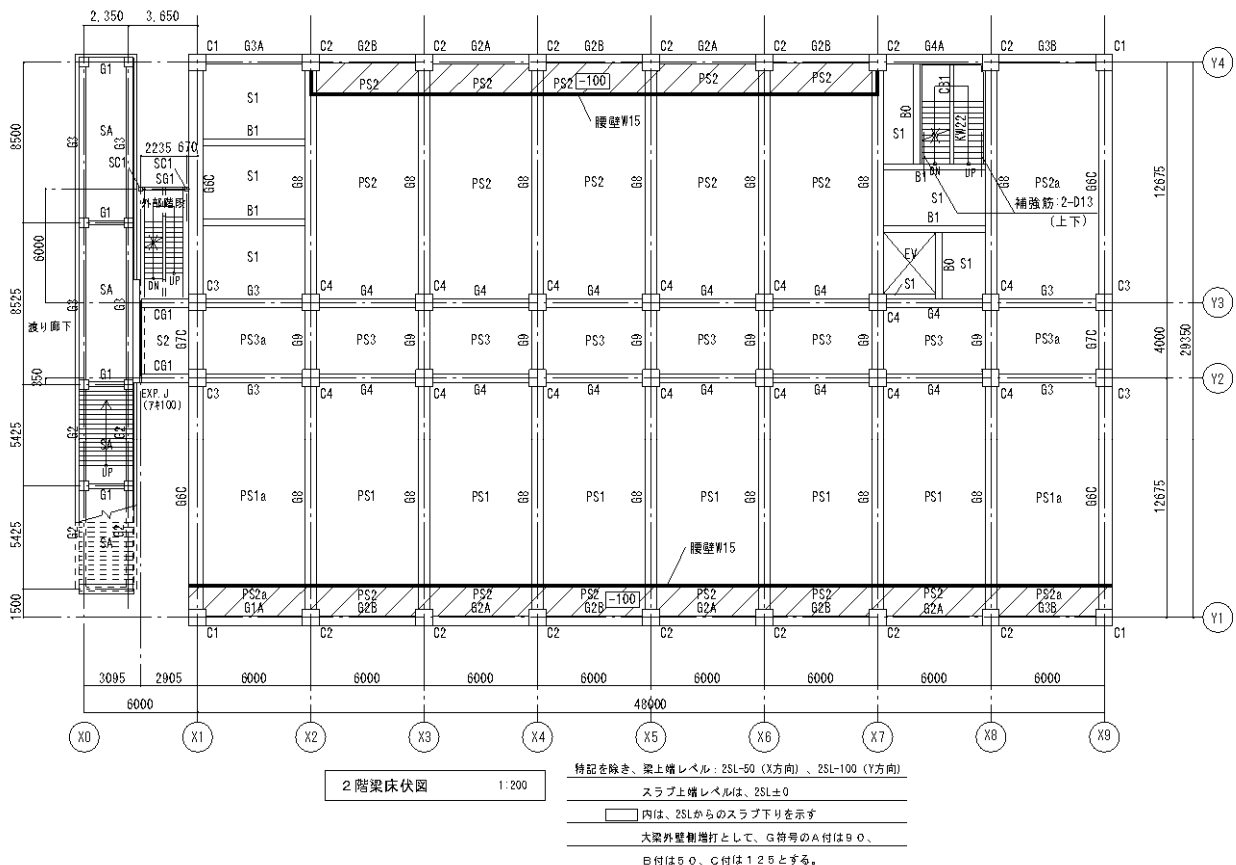 2,350 3,650
C1 G3A C2 G2B C2 G2A C2 G2B C2 G2A C2 G2B C2 G4A C2 G3B C1
G1 Y4
PS2 PS2 PS2 -100 PS2 PS2 PS2
S1 CB1 B0
腰壁W15
8500 SA G3 G3 KW22 S1
B1
2235 670
SC1 SC1 SG1 S1 DN UP
G6C G8 PS2 G8 PS2 G8 PS2 G8 PS2 G8 PS2 G8 B1 G8 PS2a G6C 12675
外部階段 S1 補強筋:2-D13
(上下)
G1 B1 B1
6000 S1 EV B0 S1
DN UP S1
SA G3 G3
C3 G3 C4 G4 C4 G4 C4 G4 C4 G4 C4 G4 C4 G4 C4 G3 C3
Y3
8525 渡り廊下 CG1 C4
S2 G7C PS3a G9 PS3 G9 PS3 G9 PS3 G9 PS3 G9 PS3 G9 PS3 G9 PS3a G7C 4000 29350
CG1
350 G1 Y2
EXP.J
(アキ100)
C3 G3 C4 G4 C4 G4 C4 G4 C4 G4 C4 G4 C4 G4 C4 G3 C3
5425 G2 G2 SA
UP
G1 G6C PS1a G8 PS1 G8 PS1 G8 PS1 G8 PS1 G8 PS1 G8 PS1 G8 PS1a G6C 12675
5425 G2 G2 SA
腰壁W15
1500 PS2a PS2 PS2 PS2 -100 PS2 PS2 PS2 PS2a
G1A G2B G2A G2B G2A G2B G2A G3B
Y1
C1 C2 C2 C2 C2 C2 C2 C2 C1
3095 2905 6000 6000 6000 6000 6000 6000 6000 6000
6000 48000
X0 X1 X2 X3 X4 X5 X6 X7 X8 X9
2階梁床伏図 1:200
特記を除き、梁上端レベル:2SL-50(X方向)、2SL-100(Y方向)
スラブ上端レベルは、2SL±0
内は、2SLからのスラブ下りを示す
大梁外壁側増打として、G符号のA付は90、
B付は50、C付は125とする。